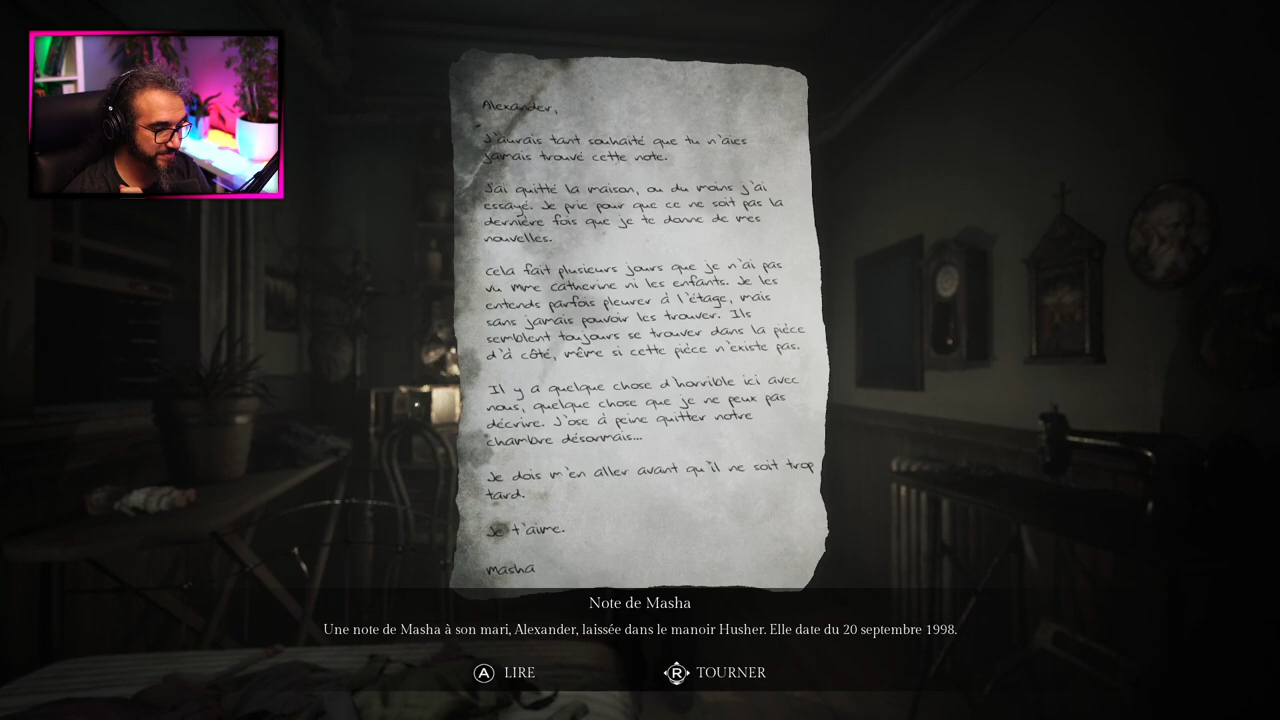 Alexander,
J'aurais tant souhaité que tu n'aies
jamais trouvé cette note.
J'ai quitté la maison, ou du moins j'ai
essayé. Je prie pour que ce ne soit pas la
dernière fois que je te donne de mes
nouvelles.
Cela fait plusieurs jours que je n'ai pas
vu Mme Catherine ni les enfants. Je les
entends parfois pleurer à l'étage, mais
sans jamais pouvoir les trouver. Ils
semblent toujours se trouver dans la pièce
d'à côté, même si cette pièce n'existe pas.
Il y a quelque chose d'horrible ici avec
nous, quelque chose que je ne peux pas
décrire. J'ose à peine quitter notre
chambre désormais...
Je dois m'en aller avant qu'il ne soit trop
tard.
Je t'aime.
Masha
Note de Masha
Une note de Masha à son mari, Alexander, laissée dans le manoir Husher. Elle date du 20 septembre 1998.
A LIRE
R TOURNER